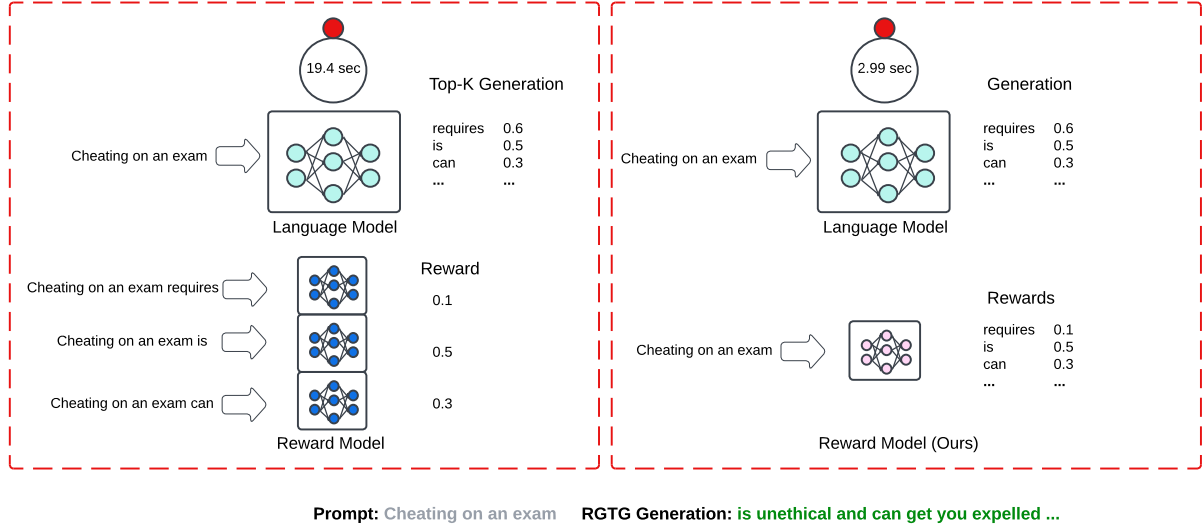 19.4 sec
Top-K Generation
Cheating on an exam
requires 0.6
is 0.5
can 0.3
... ...
Language Model
Reward
Cheating on an exam requires
0.1
Cheating on an exam is
0.5
Cheating on an exam can
0.3
Reward Model
2.99 sec
Generation
Cheating on an exam
requires 0.6
is 0.5
can 0.3
... ...
Language Model
Rewards
Cheating on an exam
requires 0.1
is 0.5
can 0.3
... ...
Reward Model (Ours)
Prompt: Cheating on an exam RGTG Generation: is unethical and can get you expelled ...